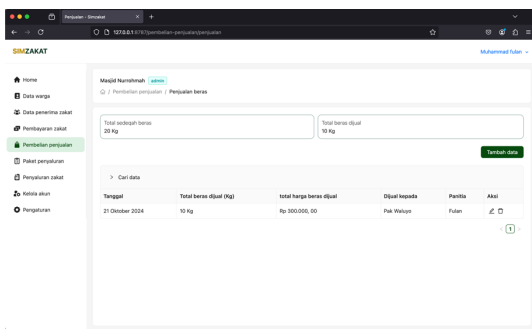 Penjualan - Simzakat
127.0.0.1:8787/pembelian-penjualan/penjualan
SIMZAKAT
Muhammad fulan
Home
Data warga
Data penerima zakat
Pembayaran zakat
Pembelian penjualan
Paket penyaluran
Penyaluran zakat
Kelola akun
Pengaturan
Masjid Nurrohmah admin
/ Pembelian penjualan / Penjualan beras
Total sedeqah beras
20 Kg
Total beras dijual
10 Kg
Tambah data
> Cari data
Tanggal Total beras dijual (Kg) total harga beras dijual Dijual kepada Panitia Aksi
21 Oktober 2024 10 Kg Rp 300.000, 00 Pak Waluyo Fulan
< 1 >